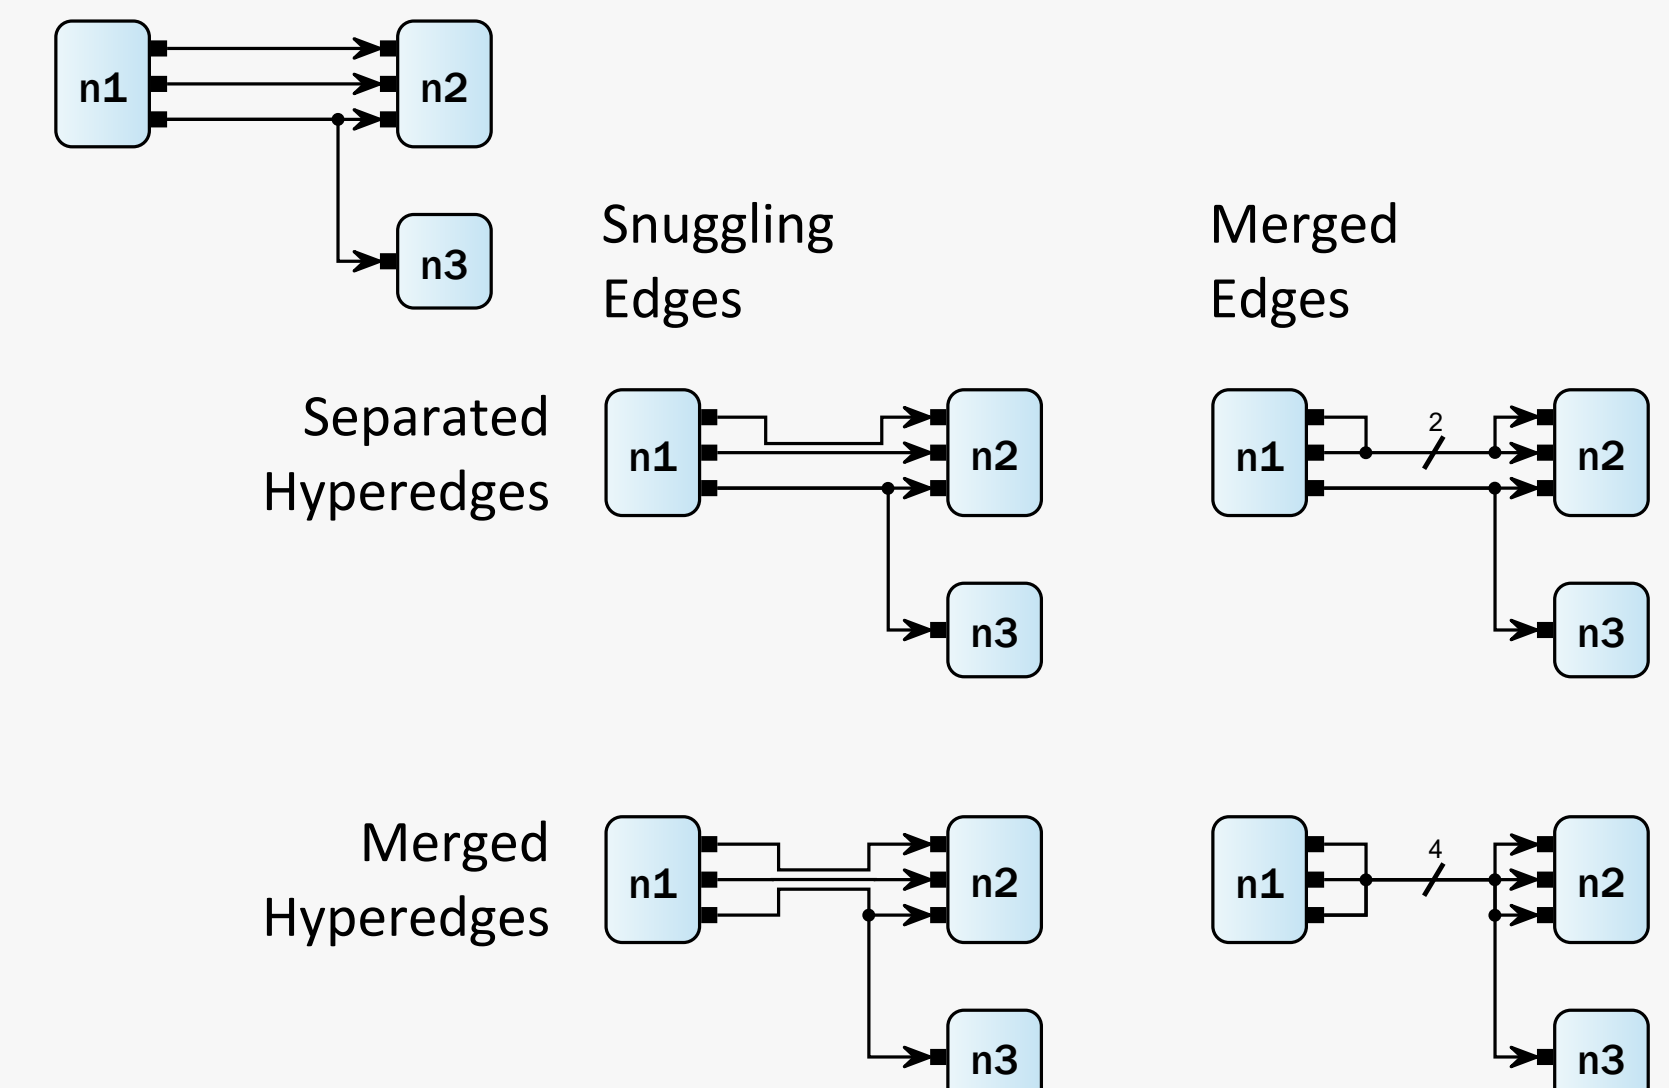 n1
n2
n3
Snuggling
Edges
Merged
Edges
Separated
Hyperedges
n1
n2
n3
n1
2
n2
n3
Merged
Hyperedges
n1
n2
n3
n1
4
n2
n3